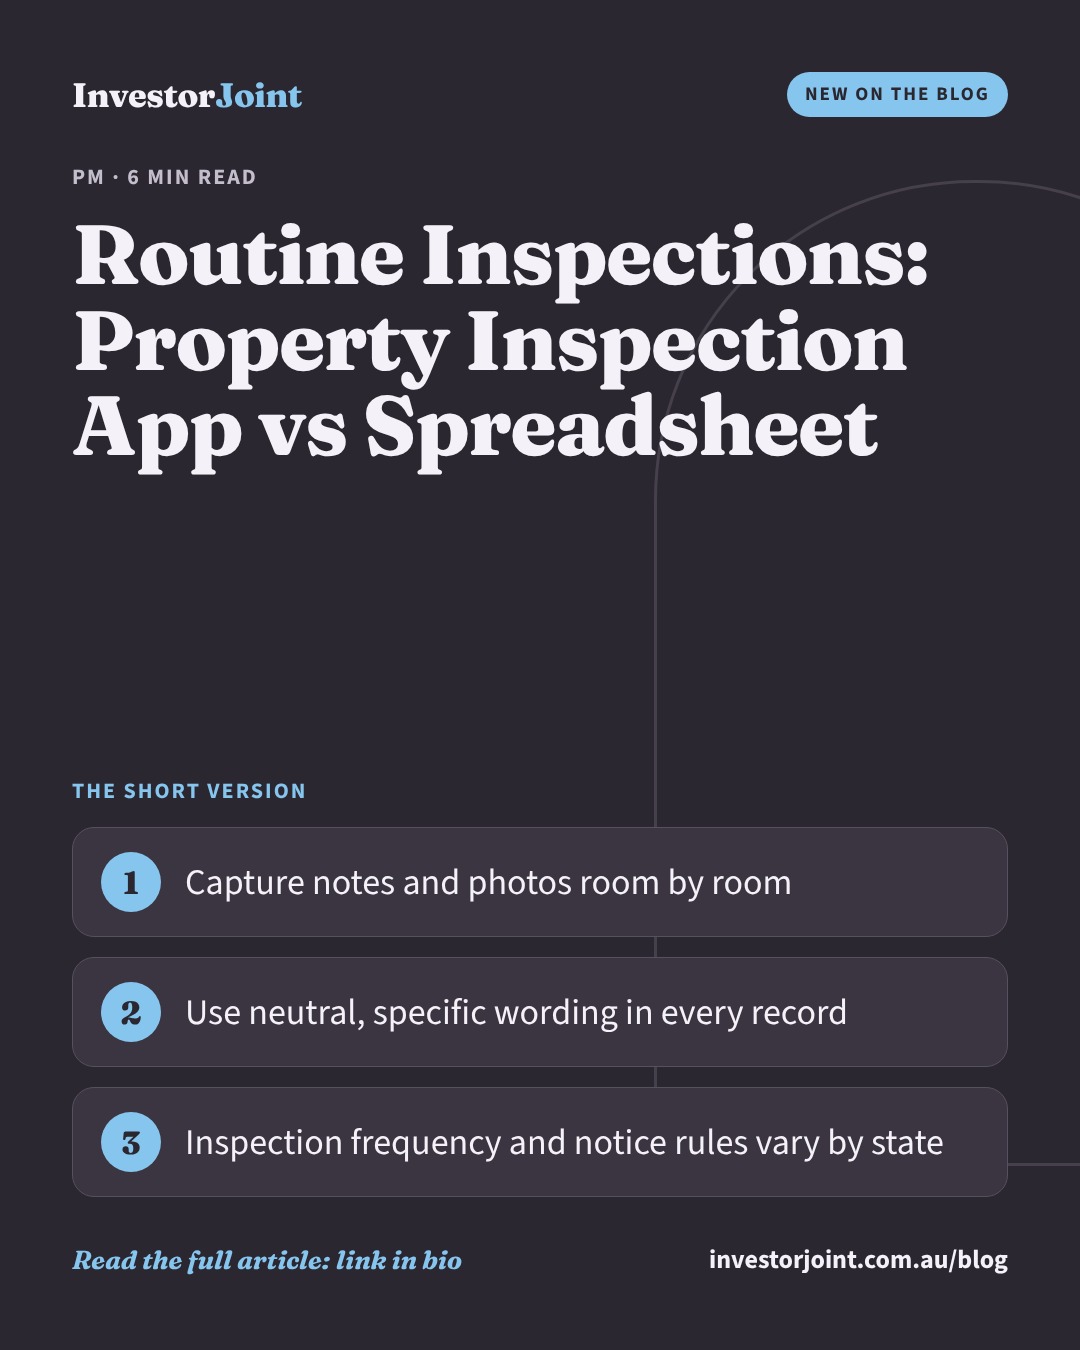 InvestorJoint
NEW ON THE BLOG
PM · 6 MIN READ
Routine Inspections:
Property Inspection
App vs Spreadsheet
THE SHORT VERSION
1 Capture notes and photos room by room
2 Use neutral, specific wording in every record
3 Inspection frequency and notice rules vary by state
Read the full article: link in bio
investorjoint.com.au/blog